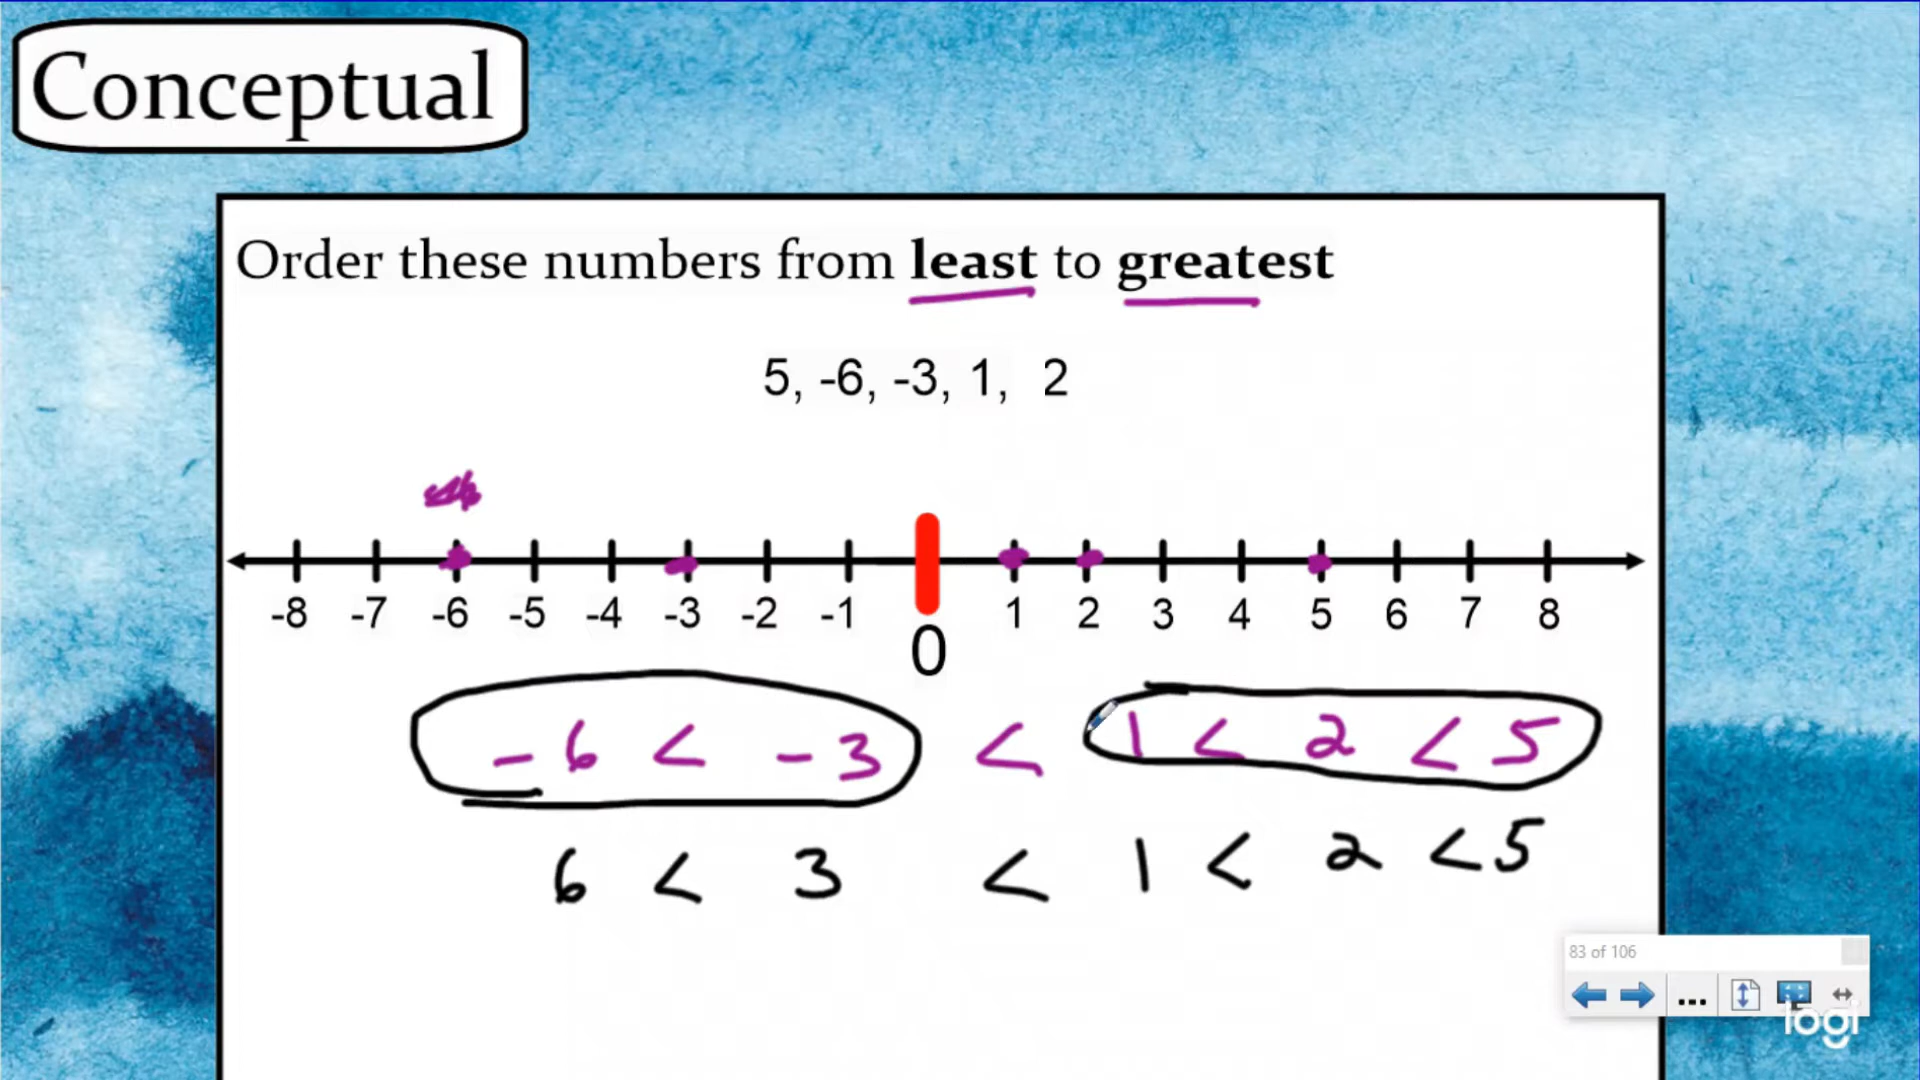 Conceptual
Order these numbers from least to greatest
5, -6, -3, 1, 2
-8 -7 -6 -5 -4 -3 -2 -1 0 1 2 3 4 5 6 7 8
-6 < -3 < 1 < 2 < 5
6 < 3 < 1 < 2 < 5
83 of 106
...
logi